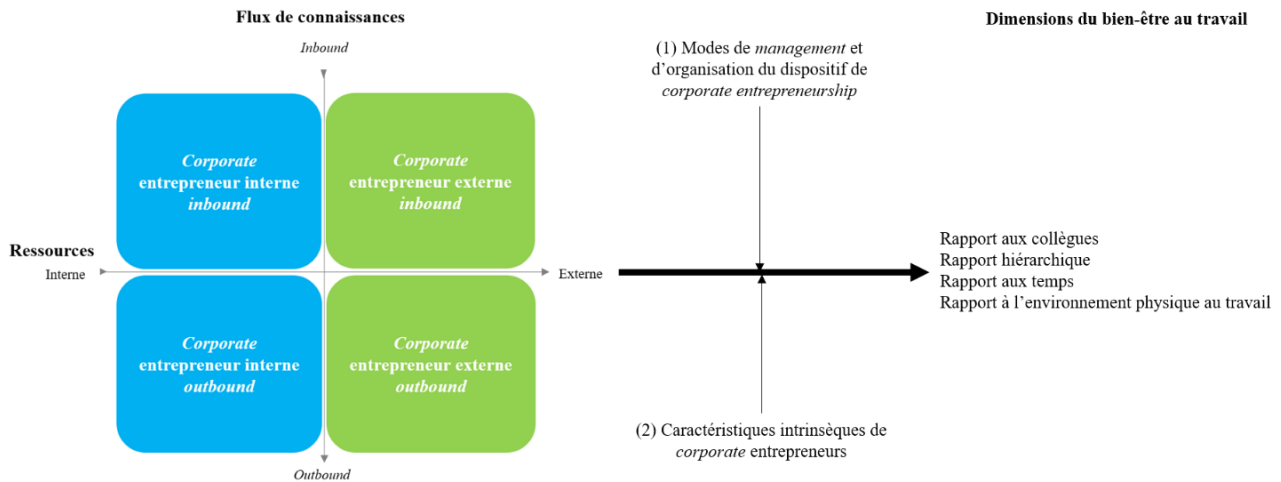 Flux de connaissances
Inbound
Corporate
entrepreneur interne
inbound
Corporate
entrepreneur externe
inbound
Ressources
Interne
Externe
Corporate
entrepreneur interne
outbound
Corporate
entrepreneur externe
outbound
Outbound
(1) Modes de management et
d’organisation du dispositif de
corporate entrepreneurship
(2) Caractéristiques intrinsèques de
corporate entrepreneurs
Dimensions du bien-être au travail
Rapport aux collègues
Rapport hiérarchique
Rapport aux temps
Rapport à l’environnement physique au travail